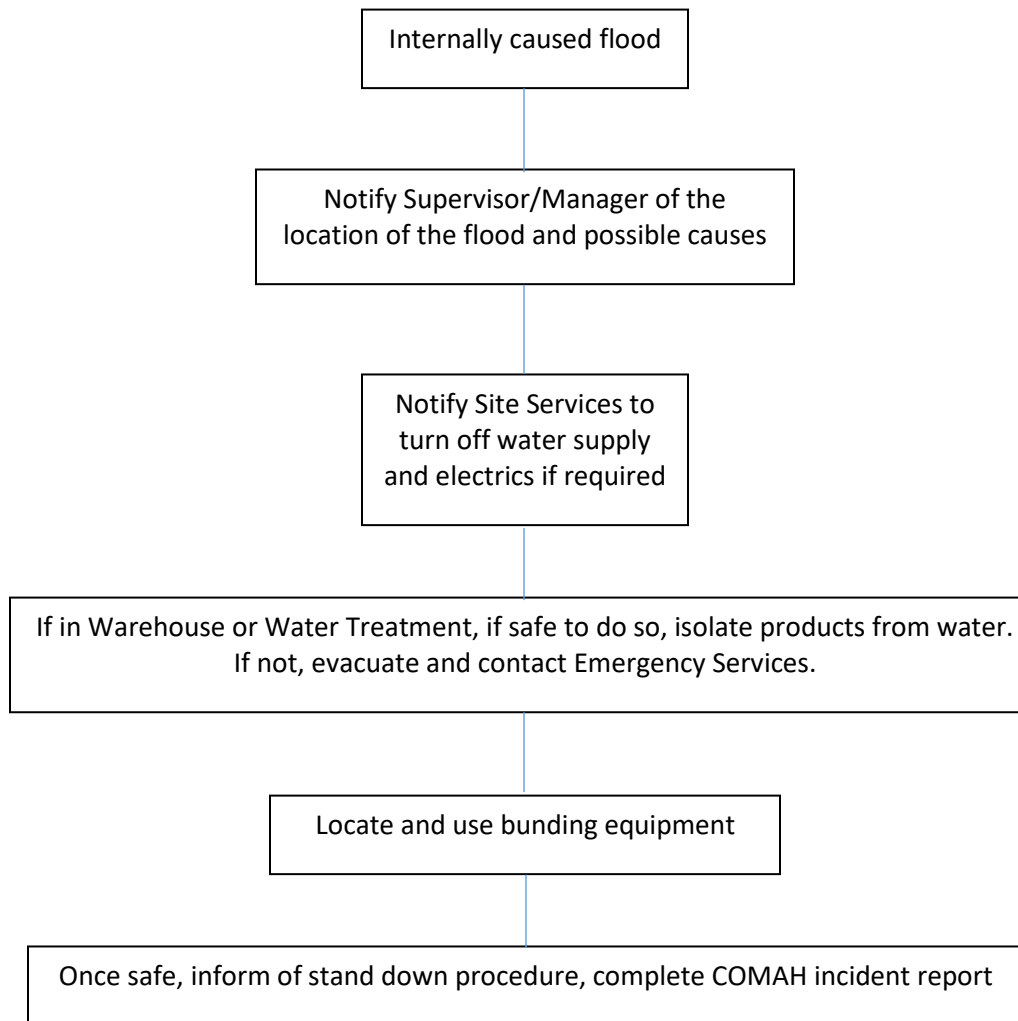 Internally caused flood
Notify Supervisor/Manager of the
location of the flood and possible causes
Notify Site Services to
turn off water supply
and electrics if required
If in Warehouse or Water Treatment, if safe to do so, isolate products from water.
If not, evacuate and contact Emergency Services.
Locate and use bunding equipment
Once safe, inform of stand down procedure, complete COMAH incident report